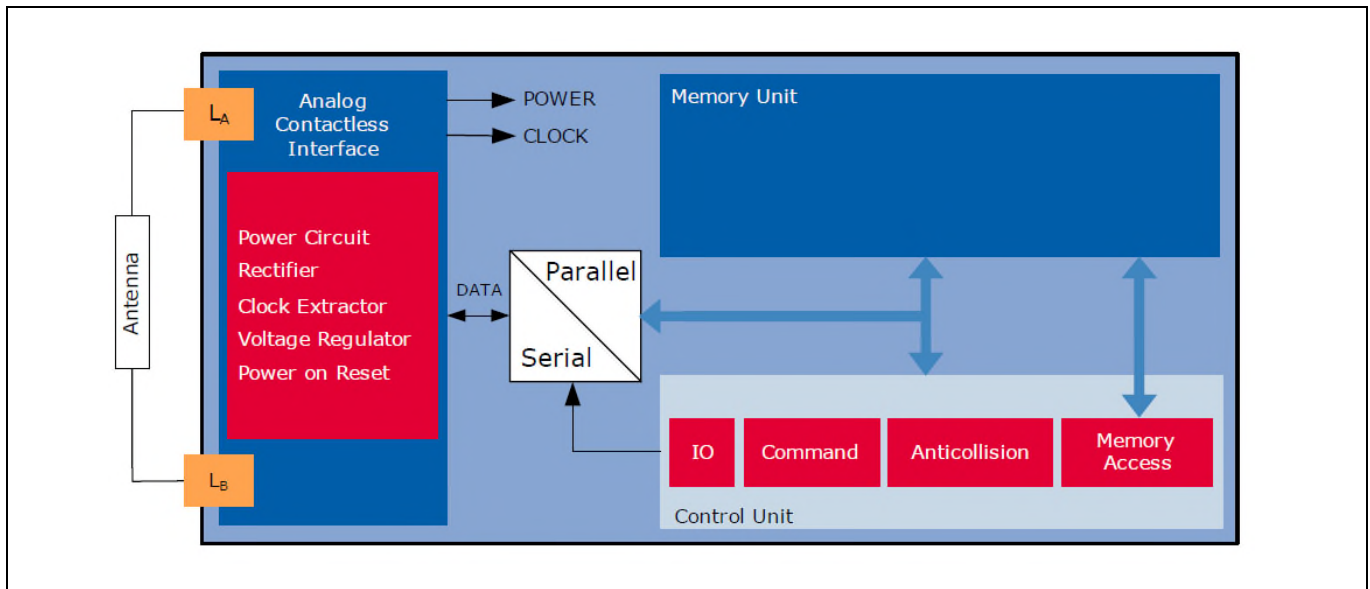 Antenna
LA
LB
Analog
Contactless
Interface
Power Circuit
Rectifier
Clock Extractor
Voltage Regulator
Power on Reset
POWER
CLOCK
DATA
Parallel
Serial
Memory Unit
IO
Command
Anticollision
Memory
Access
Control Unit